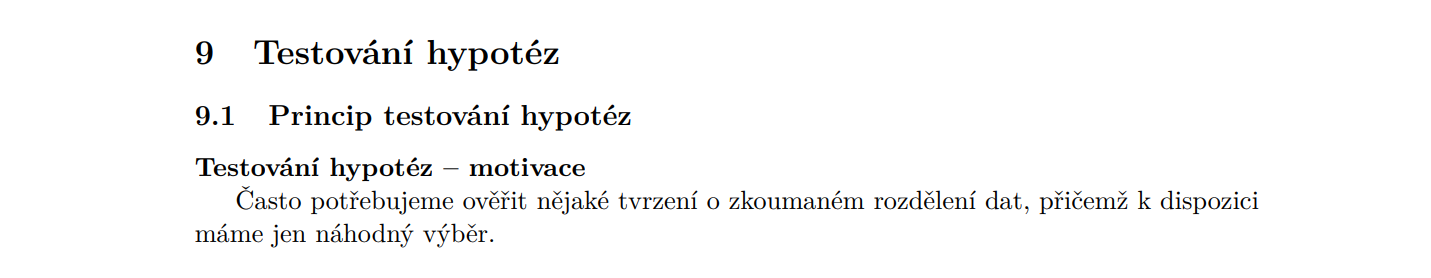 9 Testování hypotéz
9.1 Princip testování hypotéz
Testování hypotéz – motivace
Často potřebujeme ověřit nějaké tvrzení o zkoumaném rozdělení dat, přičemž k dispozici
máme jen náhodný výběr.